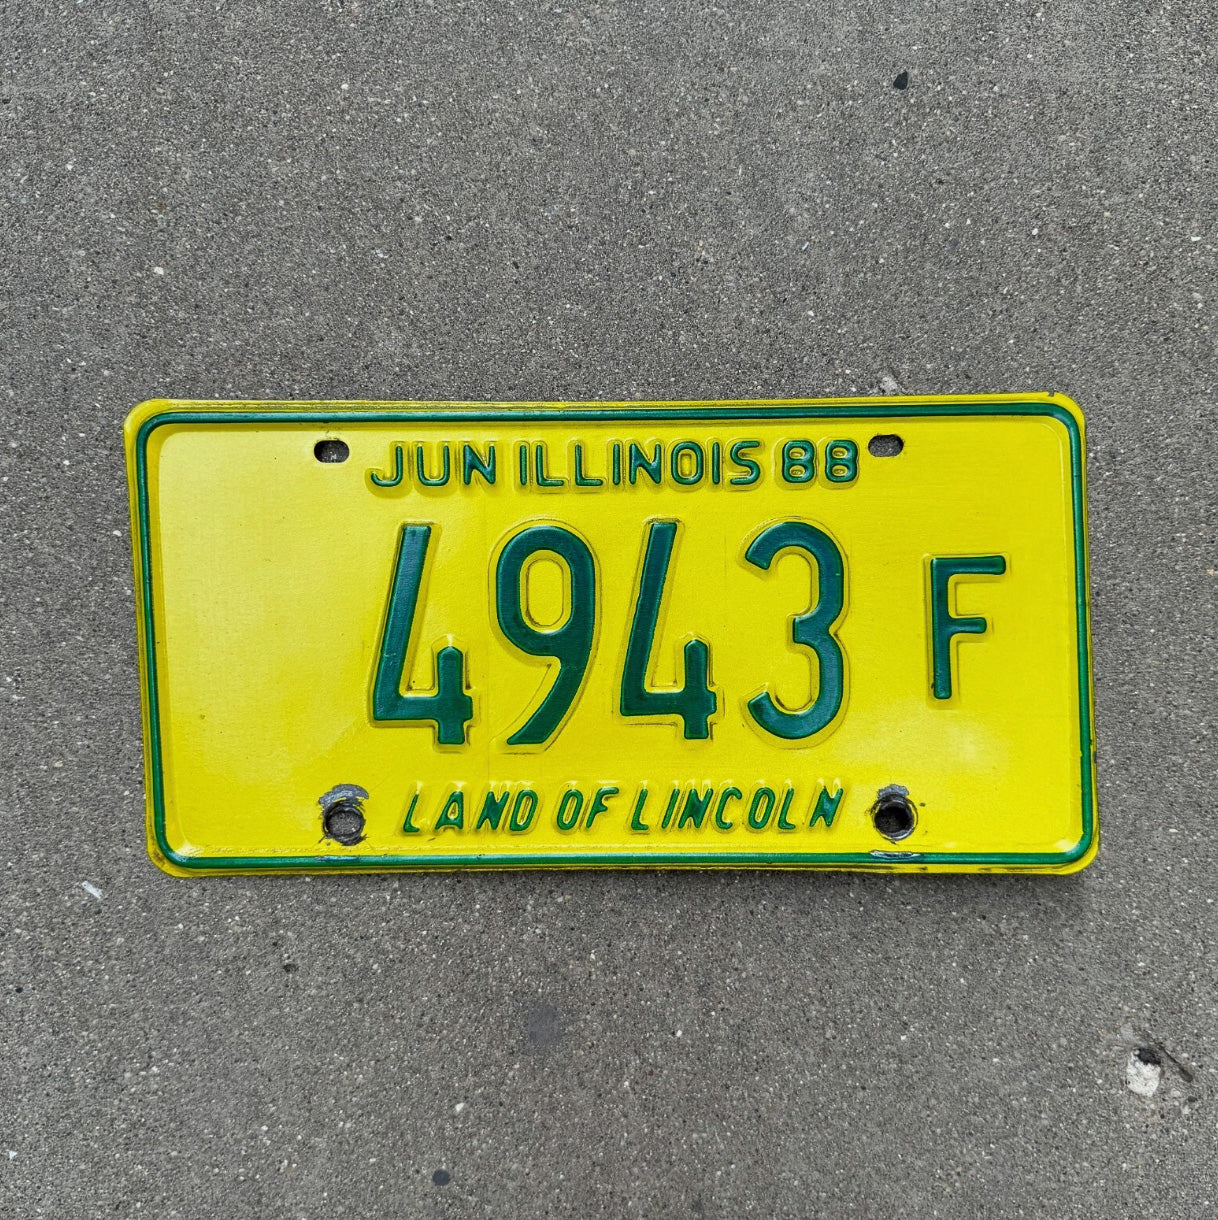 JUN ILLINOIS 88
4943 F
LAND OF LINCOLN